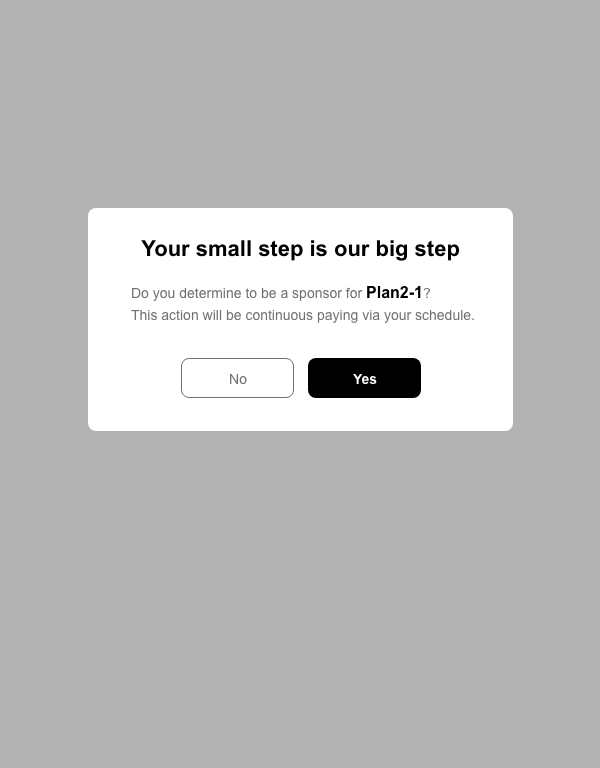 Your small step is our big step
Do you determine to be a sponsor for Plan2-1?
This action will be continuous paying via your schedule.
No
Yes